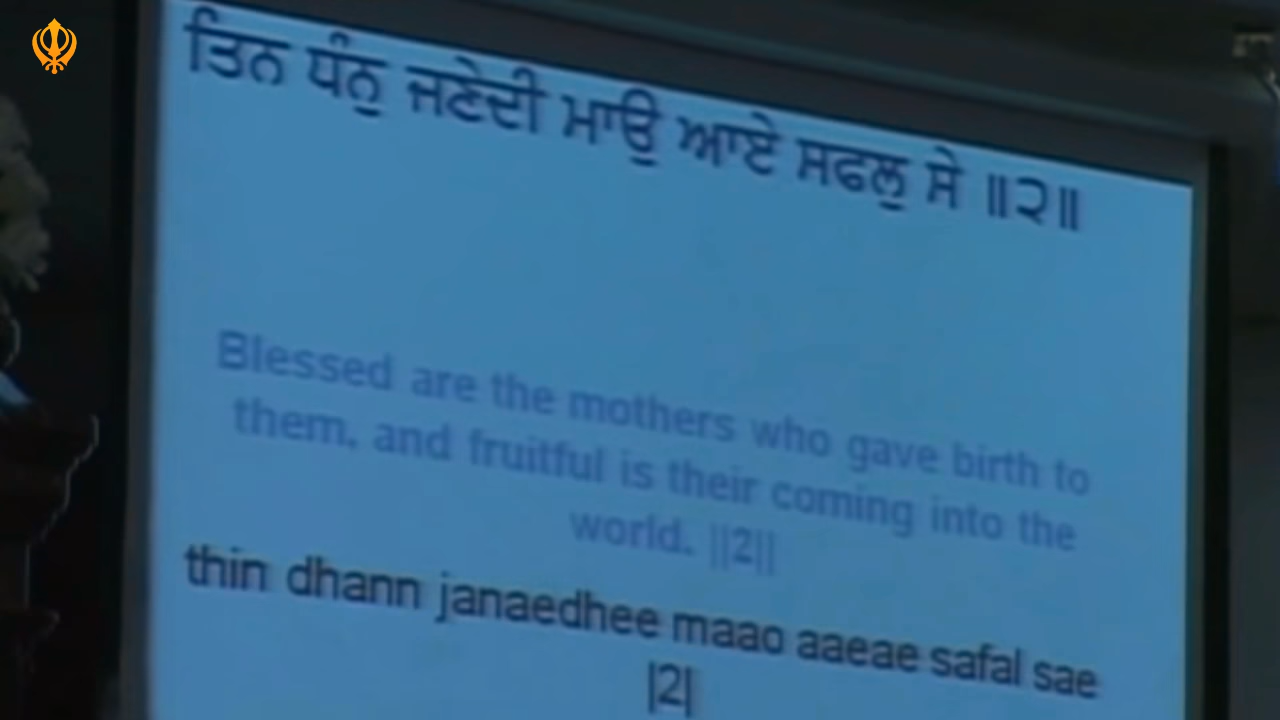 ਤਿਨ ਧੰਨੁ ਜਣੇਦੀ ਮਾਉ ਆਏ ਸਫਲੁ ਸੇ ॥੨॥
Blessed are the mothers who gave birth to
them, and fruitful is their coming into the
world. ||2||
thin dhann janaedhee maao aaeae safal sae
|2|